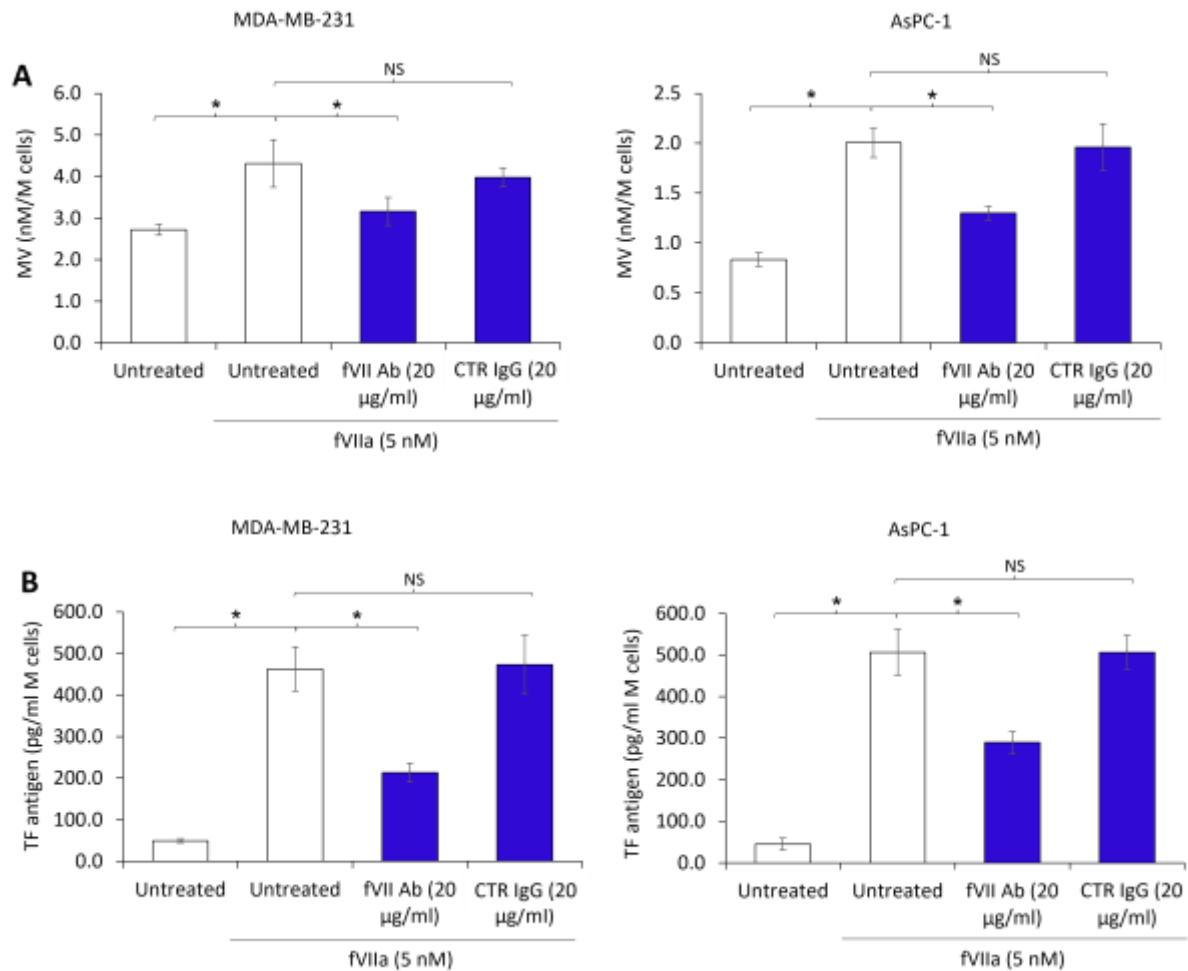 MDA-MB-231
AsPC-1
A
NS
*
*
6.0
5.0
4.0
3.0
2.0
1.0
0.0
MV (nM/M cells)
Untreated
Untreated
fVII Ab (20
µg/ml)
CTR IgG (20
µg/ml)
fVIIa (5 nM)
NS
*
*
2.5
2.0
1.5
1.0
0.5
0.0
MV (nM/M cells)
Untreated
Untreated
fVII Ab (20
µg/ml)
CTR IgG (20
µg/ml)
fVIIa (5 nM)
MDA-MB-231
AsPC-1
B
NS
*
*
600.0
500.0
400.0
300.0
200.0
100.0
0.0
TF antigen (pg/ml M cells)
Untreated
Untreated
fVII Ab (20
µg/ml)
CTR IgG (20
µg/ml)
fVIIa (5 nM)
NS
*
*
600.0
500.0
400.0
300.0
200.0
100.0
0.0
TF antigen (pg/ml M cells)
Untreated
Untreated
fVII Ab (20
µg/ml)
CTR IgG (20
µg/ml)
fVIIa (5 nM)